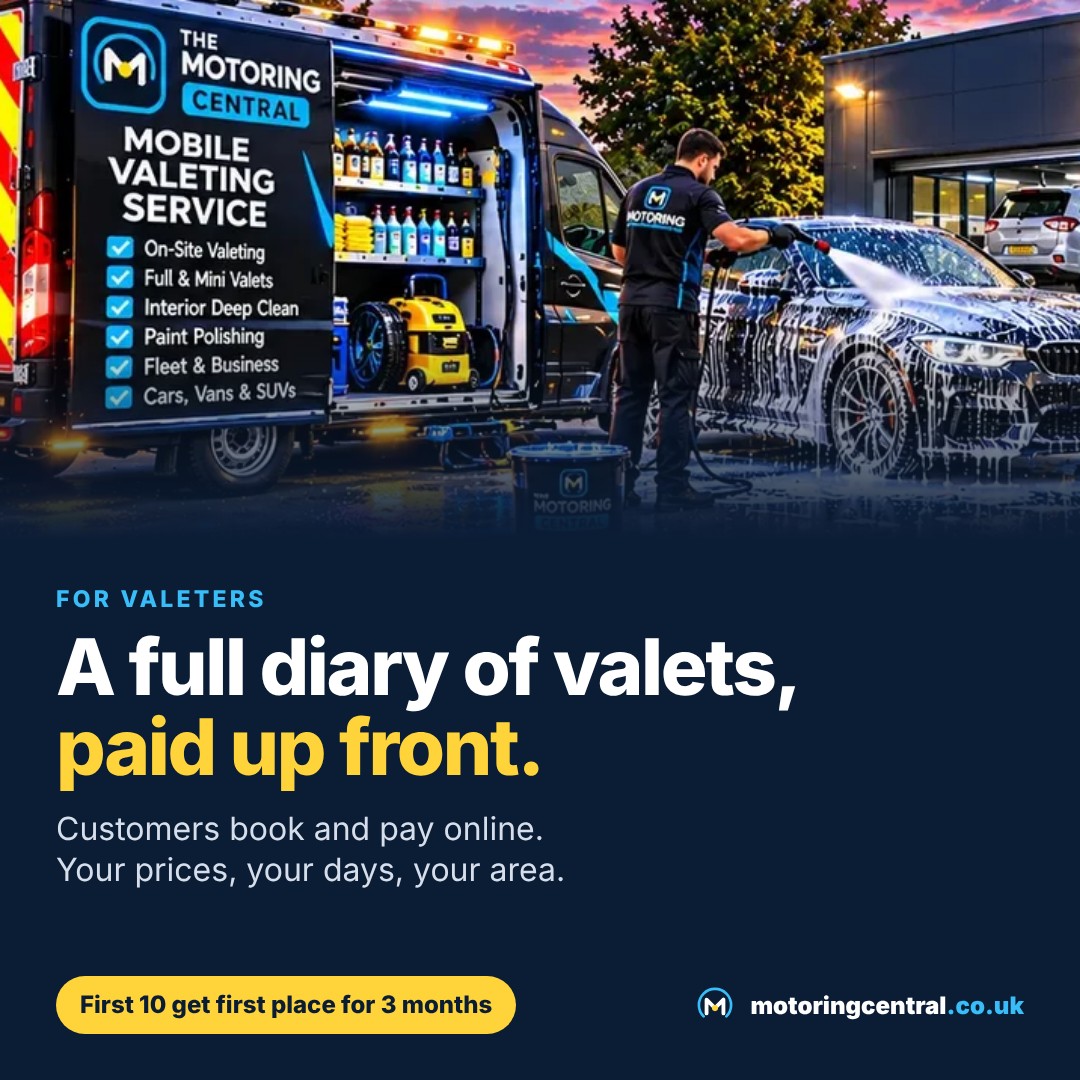 THE
MOTORING
CENTRAL
MOBILE
VALETING
SERVICE
On-Site Valeting
Full & Mini Valets
Interior Deep Clean
Paint Polishing
Fleet & Business
Cars, Vans & SUVs
MOTORING
MOTORING
CENTRAL
FOR VALETERS
A full diary of valets,
paid up front.
Customers book and pay online.
Your prices, your days, your area.
First 10 get first place for 3 months
motoringcentral.co.uk